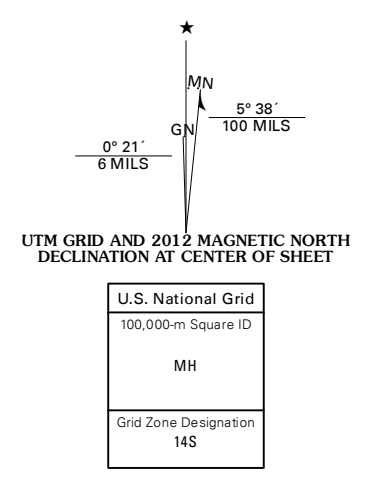 ★
MN
GN
5° 38´
100 MILS
0° 21´
6 MILS
UTM GRID AND 2012 MAGNETIC NORTH
DECLINATION AT CENTER OF SHEET
U.S. National Grid
100,000-m Square ID
MH
Grid Zone Designation
14S